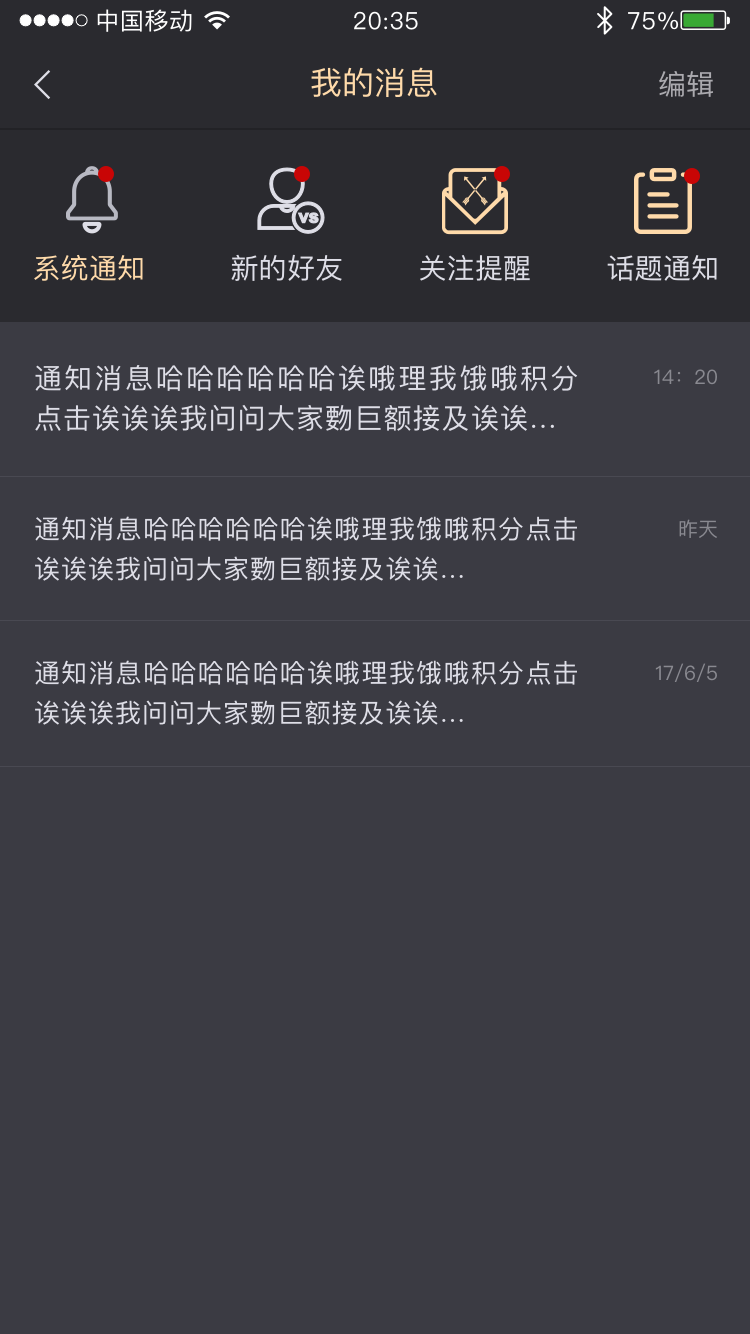 中国移动 20:35 75%
我的消息 编辑
VS
系统通知 新的好友 关注提醒 话题通知
通知消息哈哈哈哈哈哈诶哦理我饿哦积分 14：20
点击诶诶诶我问问大家覅巨额接及诶诶...
通知消息哈哈哈哈哈哈诶哦理我饿哦积分点击 昨天
诶诶诶我问问大家覅巨额接及诶诶...
通知消息哈哈哈哈哈哈诶哦理我饿哦积分点击 17/6/5
诶诶诶我问问大家覅巨额接及诶诶...